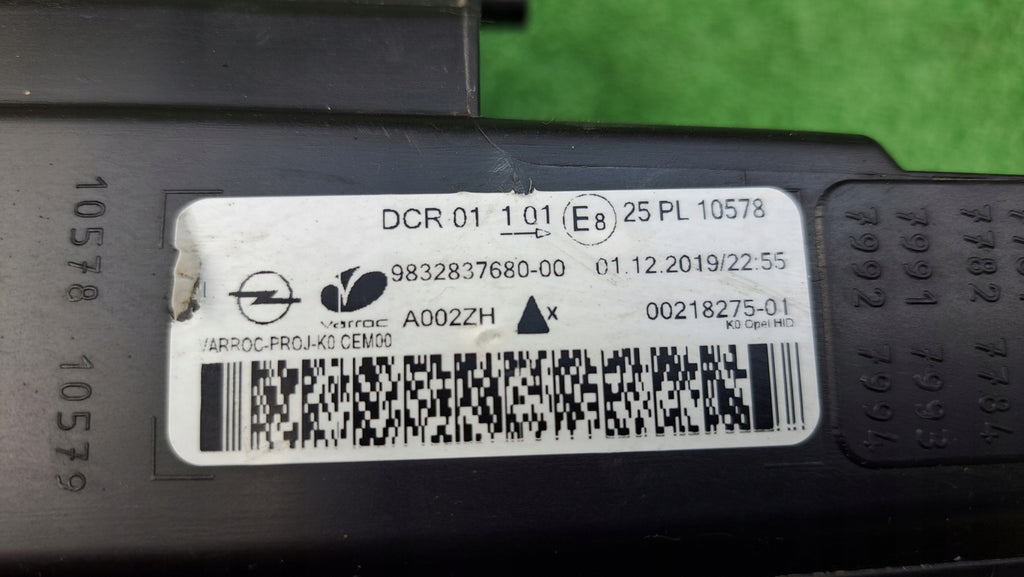 DCR 01 1 01 E8 25 PL 10578
9832837680-00 01.12.2019/22:55
varroc A002ZH X 00218275-01
K0 Opel HID
VARROC-PROJ-K0 CEM00
10578 10579
7782 7784
7991 7993
7992 7994